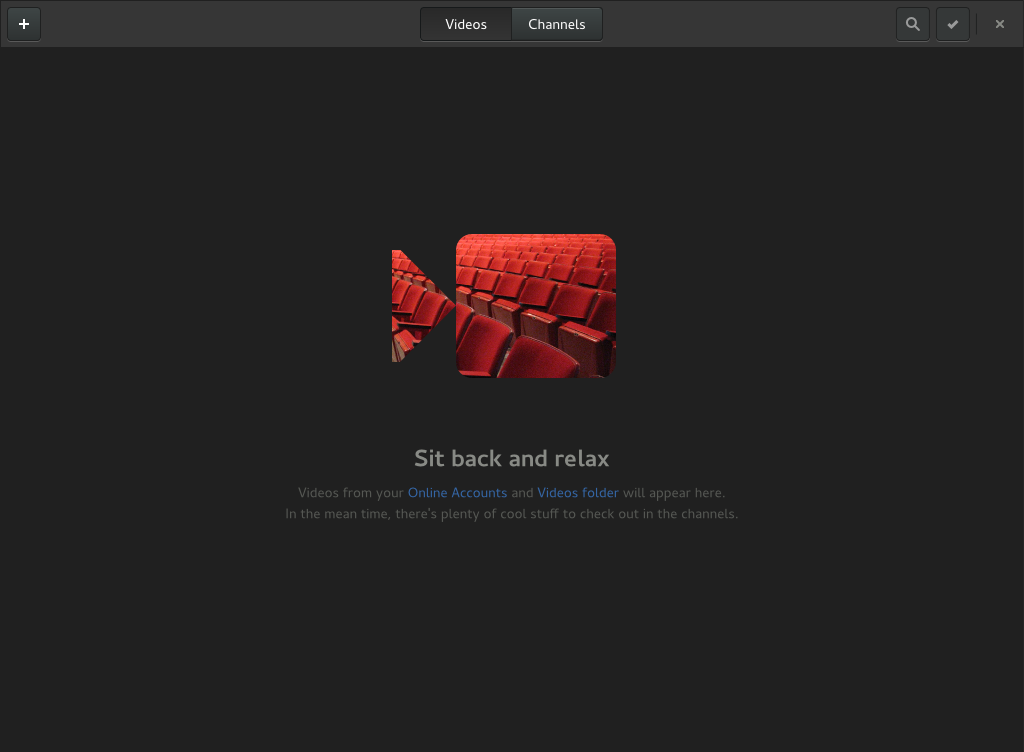 Videos Channels
Sit back and relax
Videos from your Online Accounts and Videos folder will appear here.
In the mean time, there's plenty of cool stuff to check out in the channels.